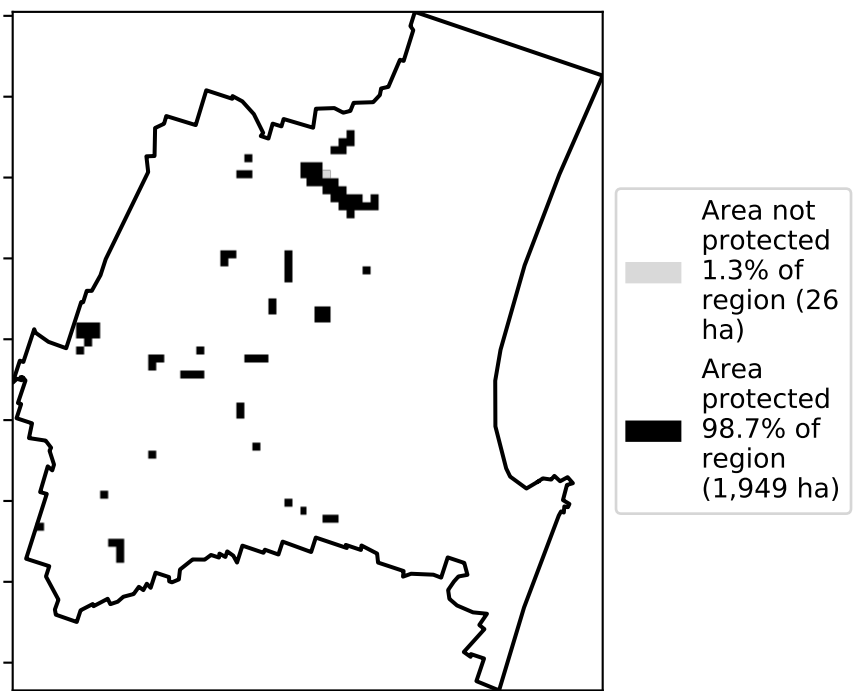 Area not
protected
1.3% of
region (26
ha)
Area
protected
98.7% of
region
(1,949 ha)